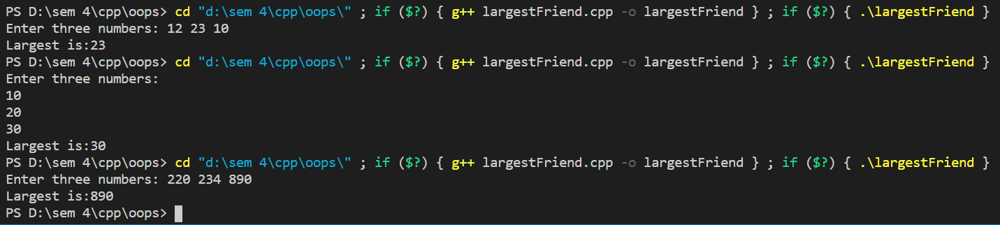 PS D:\sem 4\cpp\oops> cd "d:\sem 4\cpp\oops\" ; if ($?) { g++ largestFriend.cpp -o largestFriend } ; if ($?) { .\largestFriend }
Enter three numbers: 12 23 10
Largest is:23
PS D:\sem 4\cpp\oops> cd "d:\sem 4\cpp\oops\" ; if ($?) { g++ largestFriend.cpp -o largestFriend } ; if ($?) { .\largestFriend }
Enter three numbers:
10
20
30
Largest is:30
PS D:\sem 4\cpp\oops> cd "d:\sem 4\cpp\oops\" ; if ($?) { g++ largestFriend.cpp -o largestFriend } ; if ($?) { .\largestFriend }
Enter three numbers: 220 234 890
Largest is:890
PS D:\sem 4\cpp\oops>